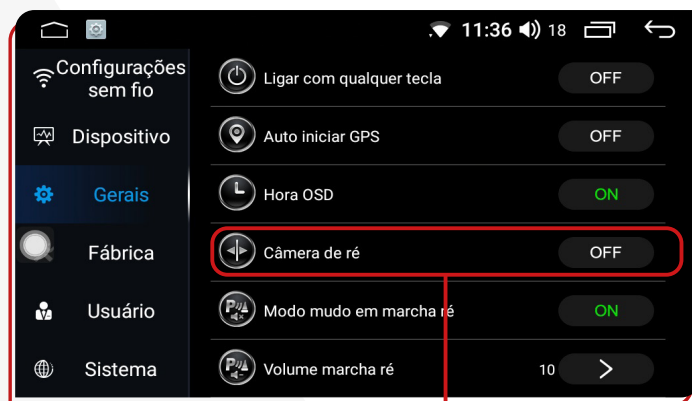 11:36 18
Configurações
sem fio
Dispositivo
Gerais
Fábrica
Usuário
Sistema
Ligar com qualquer tecla OFF
Auto iniciar GPS OFF
Hora OSD ON
Câmera de ré OFF
Modo mudo em marcha ré ON
Volume marcha ré 10